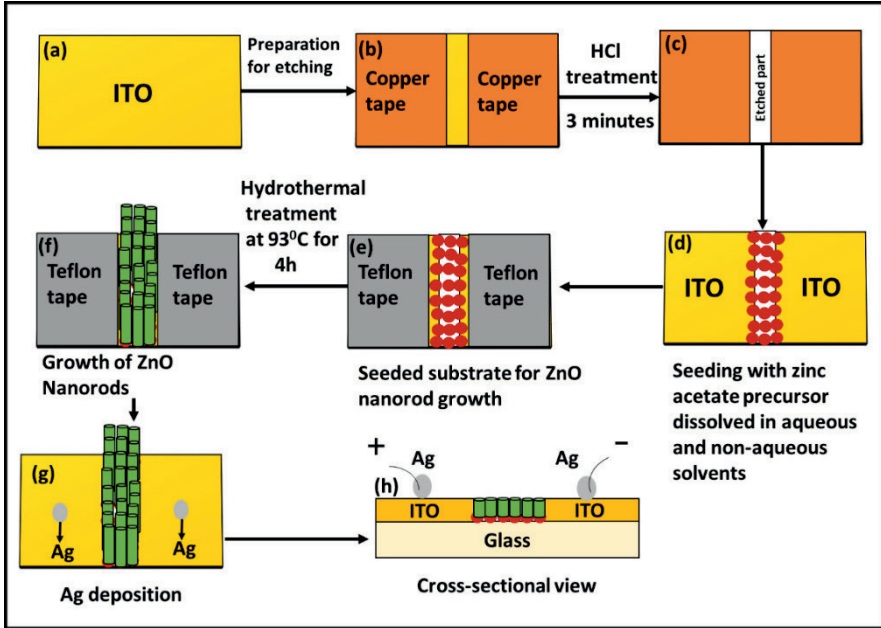 (a)
ITO
Preparation
for etching
(b)
Copper
tape
Copper
tape
HCl
treatment
3 minutes
(c)
Etched part
(d)
ITO
ITO
Seeding with zinc
acetate precursor
dissolved in aqueous
and non-aqueous
solvents
(e)
Teflon
tape
Teflon
tape
Seeded substrate for ZnO
nanorod growth
Hydrothermal
treatment
at 93⁰C for
4h
(f)
Teflon
tape
Teflon
tape
Growth of ZnO
Nanorods
(g)
Ag
Ag
Ag deposition
(h)
+
Ag
Ag
−
ITO
ITO
Glass
Cross-sectional view